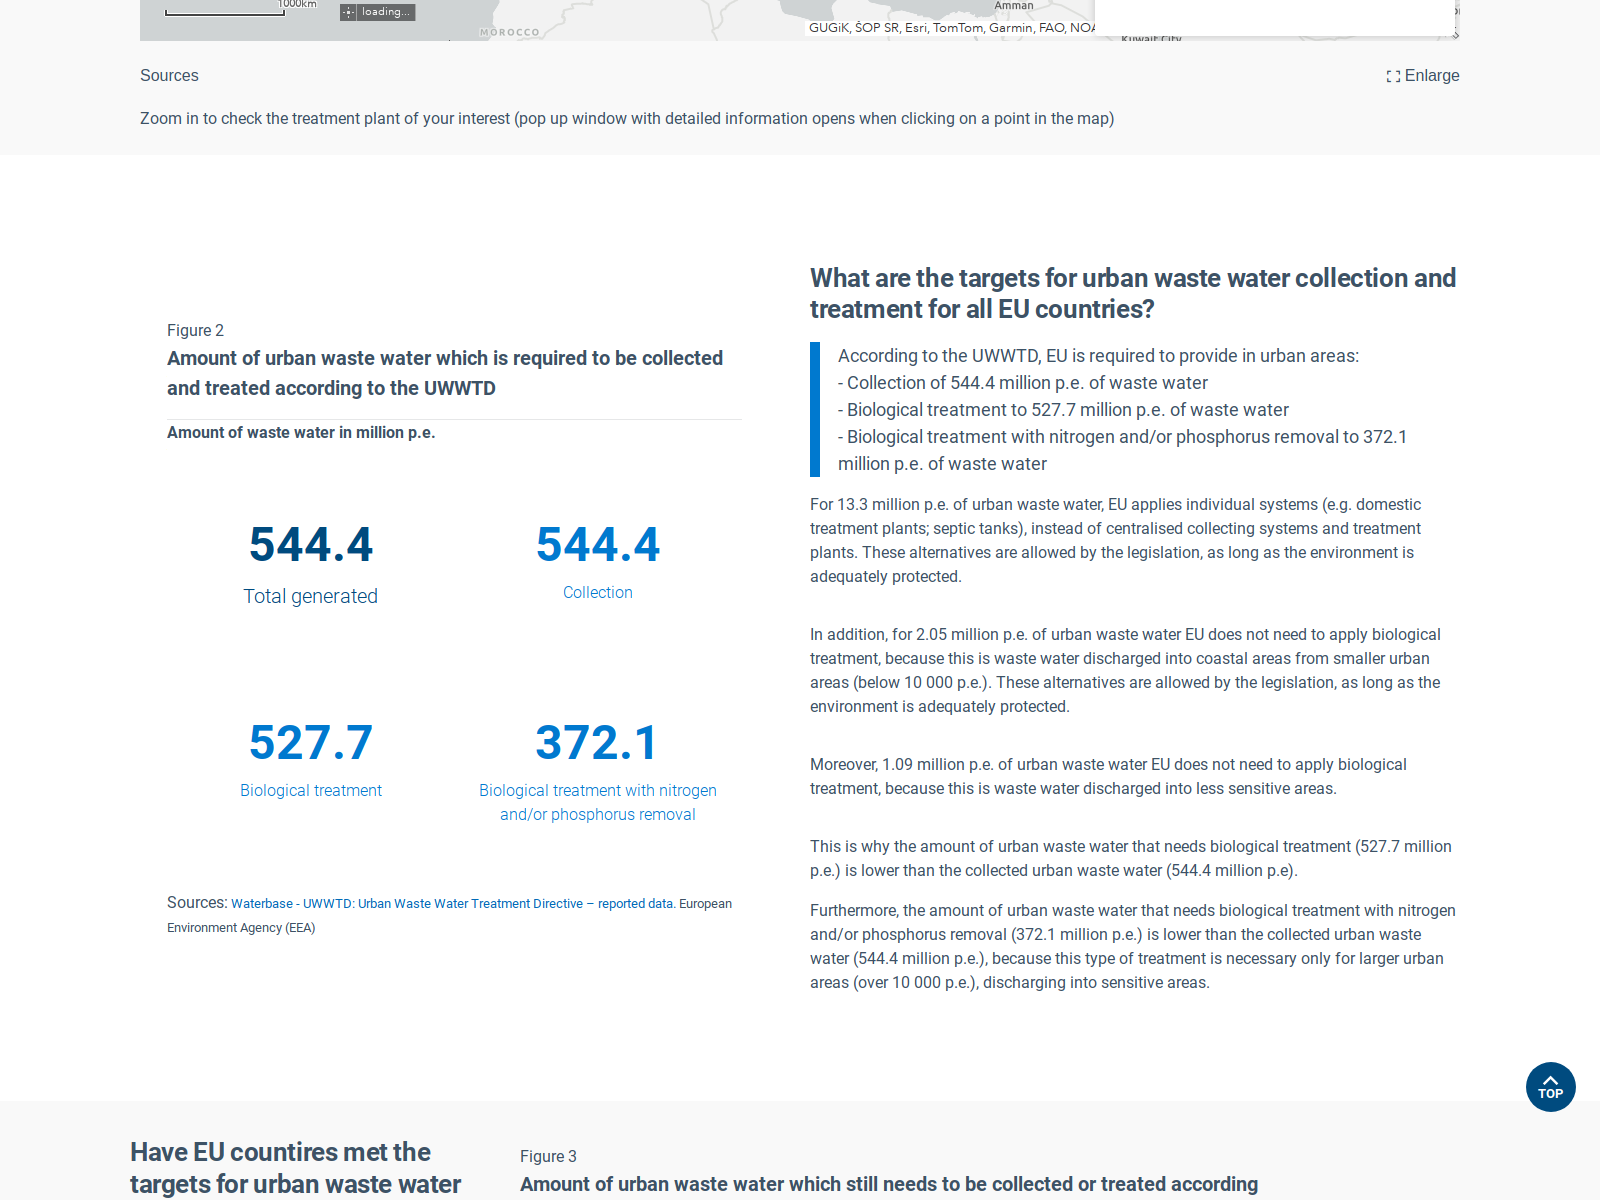 1000km
loading...
MOROCCO
Amman
GUGiK, ŠOP SR, Esri, TomTom, Garmin, FAO, NOA
Kuwait City
Sources
Enlarge
Zoom in to check the treatment plant of your interest (pop up window with detailed information opens when clicking on a point in the map)
Figure 2
Amount of urban waste water which is required to be collected
and treated according to the UWWTD
Amount of waste water in million p.e.
544.4
Total generated
544.4
Collection
527.7
Biological treatment
372.1
Biological treatment with nitrogen
and/or phosphorus removal
Sources: Waterbase - UWWTD: Urban Waste Water Treatment Directive – reported data. European
Environment Agency (EEA)
What are the targets for urban waste water collection and
treatment for all EU countries?
According to the UWWTD, EU is required to provide in urban areas:
- Collection of 544.4 million p.e. of waste water
- Biological treatment to 527.7 million p.e. of waste water
- Biological treatment with nitrogen and/or phosphorus removal to 372.1
million p.e. of waste water
For 13.3 million p.e. of urban waste water, EU applies individual systems (e.g. domestic
treatment plants; septic tanks), instead of centralised collecting systems and treatment
plants. These alternatives are allowed by the legislation, as long as the environment is
adequately protected.
In addition, for 2.05 million p.e. of urban waste water EU does not need to apply biological
treatment, because this is waste water discharged into coastal areas from smaller urban
areas (below 10 000 p.e.). These alternatives are allowed by the legislation, as long as the
environment is adequately protected.
Moreover, 1.09 million p.e. of urban waste water EU does not need to apply biological
treatment, because this is waste water discharged into less sensitive areas.
This is why the amount of urban waste water that needs biological treatment (527.7 million
p.e.) is lower than the collected urban waste water (544.4 million p.e).
Furthermore, the amount of urban waste water that needs biological treatment with nitrogen
and/or phosphorus removal (372.1 million p.e.) is lower than the collected urban waste
water (544.4 million p.e.), because this type of treatment is necessary only for larger urban
areas (over 10 000 p.e.), discharging into sensitive areas.
TOP
Have EU countires met the
targets for urban waste water
Figure 3
Amount of urban waste water which still needs to be collected or treated according